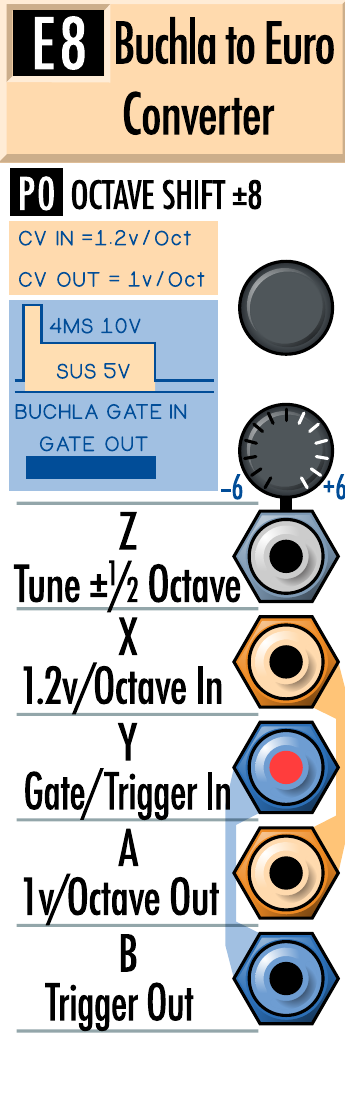 E8 Buchla to Euro
Converter
P0 OCTAVE SHIFT ±8
CV IN =1.2v/Oct
CV OUT = 1v/Oct
4MS 10V
SUS 5V
BUCHLA GATE IN
GATE OUT
-6 +6
Z
Tune ±½ Octave
X
1.2v/Octave In
Y
Gate/Trigger In
A
1v/Octave Out
B
Trigger Out